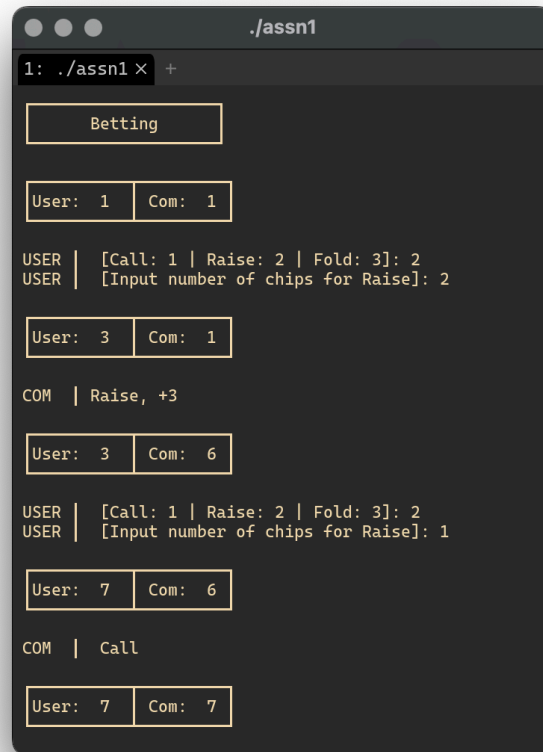 ./assn1
1: ./assn1 × +
Betting
User: 1 Com: 1
USER | [Call: 1 | Raise: 2 | Fold: 3]: 2
USER | [Input number of chips for Raise]: 2
User: 3 Com: 1
COM | Raise, +3
User: 3 Com: 6
USER | [Call: 1 | Raise: 2 | Fold: 3]: 2
USER | [Input number of chips for Raise]: 1
User: 7 Com: 6
COM | Call
User: 7 Com: 7